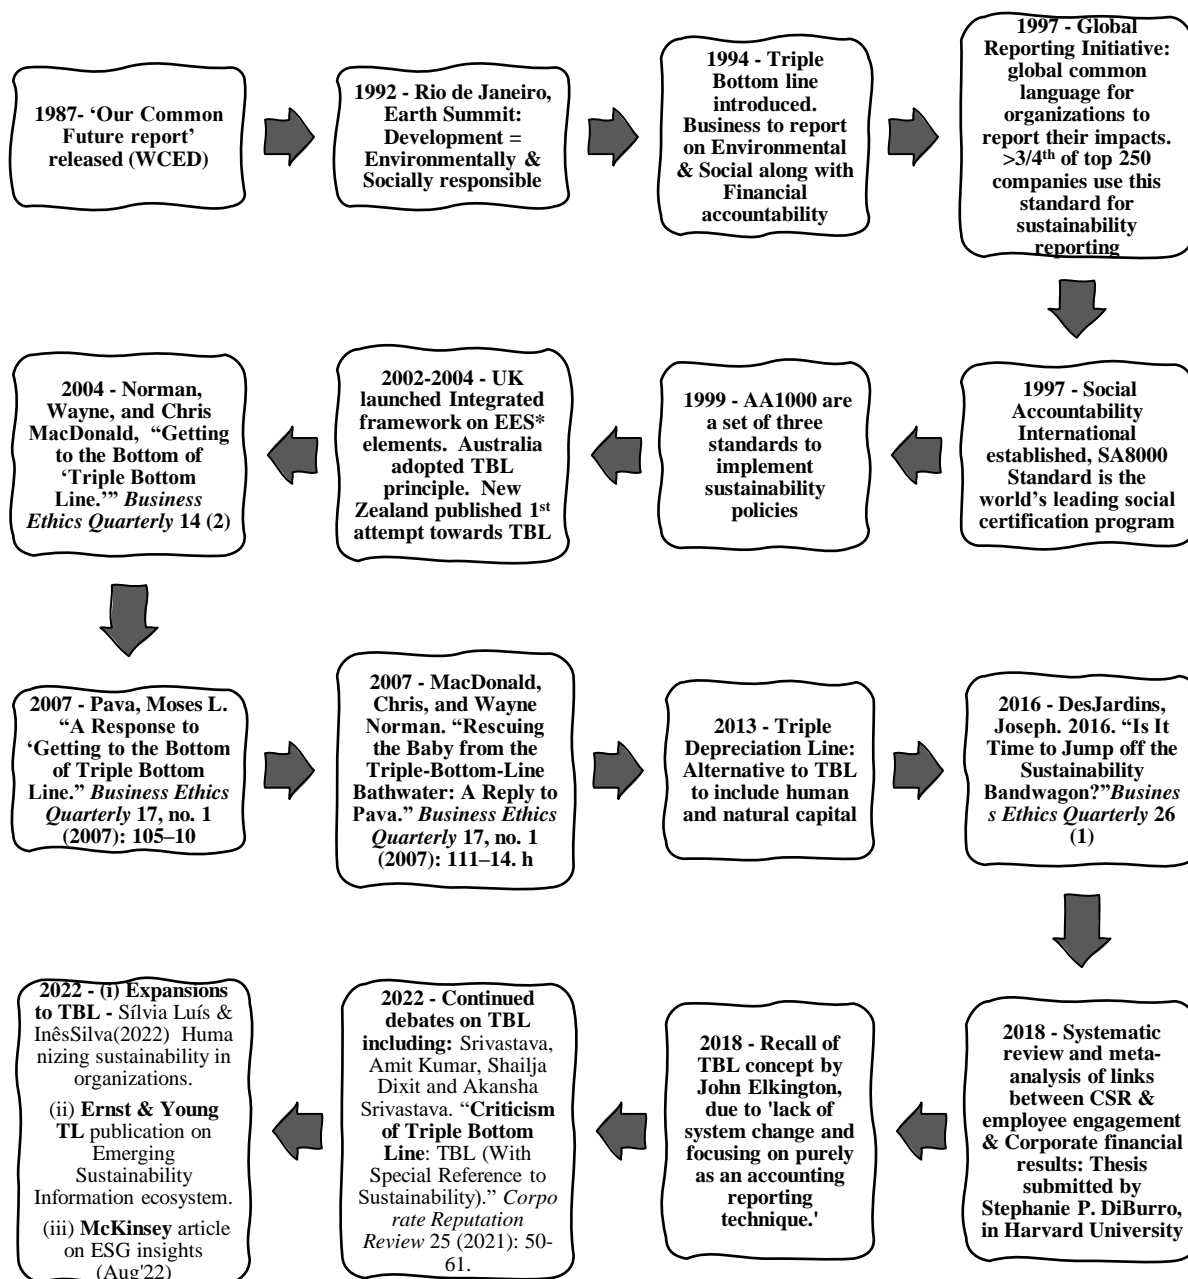 1987- ‘Our Common
Future report’
released (WCED)
1992 - Rio de Janeiro,
Earth Summit:
Development =
Environmentally &
Socially responsible
1994 - Triple
Bottom line
introduced.
Business to report
on Environmental
& Social along with
Financial
accountability
1997 - Global
Reporting Initiative:
global common
language for
organizations to
report their impacts.
>3/4th of top 250
companies use this
standard for
sustainability
reporting
1997 - Social
Accountability
International
established, SA8000
Standard is the
world’s leading social
certification program
1999 - AA1000 are
a set of three
standards to
implement
sustainability
policies
2002-2004 - UK
launched Integrated
framework on EES*
elements. Australia
adopted TBL
principle. New
Zealand published 1st
attempt towards TBL
2004 - Norman,
Wayne, and Chris
MacDonald, “Getting
to the Bottom of
‘Triple Bottom
Line.’” Business
Ethics Quarterly 14 (2)
2007 - Pava, Moses L.
“A Response to
‘Getting to the Bottom
of Triple Bottom
Line.” Business Ethics
Quarterly 17, no. 1
(2007): 105–10
2007 - MacDonald,
Chris, and Wayne
Norman. “Rescuing
the Baby from the
Triple-Bottom-Line
Bathwater: A Reply to
Pava.” Business Ethics
Quarterly 17, no. 1
(2007): 111–14. h
2013 - Triple
Depreciation Line:
Alternative to TBL
to include human
and natural capital
2016 - DesJardins,
Joseph. 2016. “Is It
Time to Jump off the
Sustainability
Bandwagon?”Busines
s Ethics Quarterly 26
(1)
2018 - Systematic
review and meta-
analysis of links
between CSR &
employee engagement
& Corporate financial
results: Thesis
submitted by
Stephanie P. DiBurro,
in Harvard University
2018 - Recall of
TBL concept by
John Elkington,
due to 'lack of
system change and
focusing on purely
as an accounting
reporting
technique.'
2022 - Continued
debates on TBL
including: Srivastava,
Amit Kumar, Shailja
Dixit and Akansha
Srivastava. “Criticism
of Triple Bottom
Line: TBL (With
Special Reference to
Sustainability).” Corpo
rate Reputation
Review 25 (2021): 50-
61.
2022 - (i) Expansions
to TBL - Sílvia Luís &
InêsSilva(2022) Huma
nizing sustainability in
organizations.
(ii) Ernst & Young
TL publication on
Emerging
Sustainability
Information ecosystem.
(iii) McKinsey article
on ESG insights
(Aug'22)